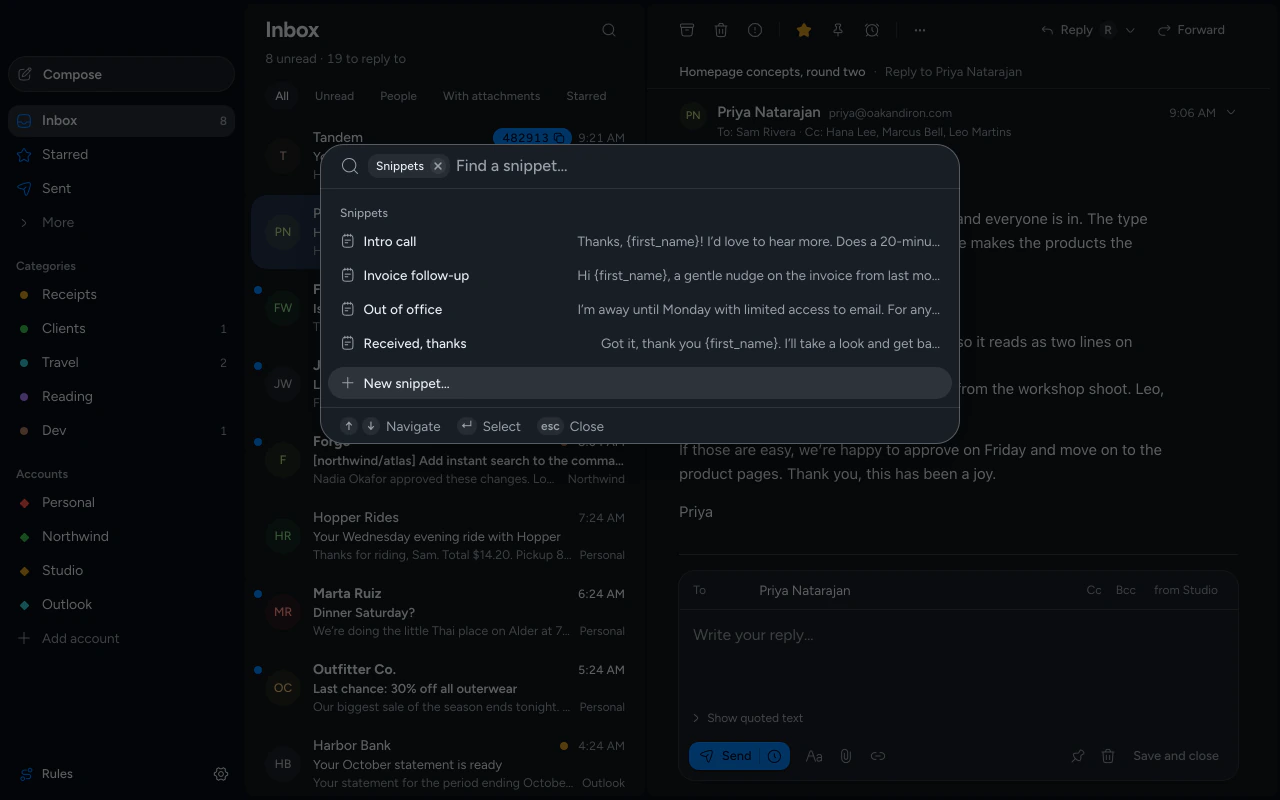 Compose
Inbox 8
Starred
Sent
More
Categories
Receipts
Clients 1
Travel 2
Reading
Dev 1
Accounts
Personal
Northwind
Studio
Outlook
Add account
Rules
Inbox
8 unread · 19 to reply to
All Unread People With attachments Starred
Tandem 482913 9:21 AM
T
PN
FW
JW
F
[northwind/atlas] Add instant search to the comma...
Nadia Okafor approved these changes. Lo... Northwind
Hopper Rides 7:24 AM
HR Your Wednesday evening ride with Hopper
Thanks for riding, Sam. Total $14.20. Pickup 8... Personal
Marta Ruiz 6:24 AM
MR Dinner Saturday?
We're doing the little Thai place on Alder at 7... Personal
Outfitter Co. 5:24 AM
OC Last chance: 30% off all outerwear
Our biggest sale of the season ends tonight. ... Personal
Harbor Bank 4:24 AM
HB Your October statement is ready
Your statement for the period ending Octobe... Outlook
Snippets Find a snippet...
Snippets
Intro call Thanks, {first_name}! I'd love to hear more. Does a 20-minu...
Invoice follow-up Hi {first_name}, a gentle nudge on the invoice from last mo...
Out of office I'm away until Monday with limited access to email. For any...
Received, thanks Got it, thank you {first_name}. I'll take a look and get ba...
New snippet...
Navigate Select esc Close
Reply R Forward
Homepage concepts, round two · Reply to Priya Natarajan
PN Priya Natarajan priya@oakandiron.com 9:06 AM
To: Sam Rivera · Cc: Hana Lee, Marcus Bell, Leo Martins
and everyone is in. The type
makes the products the
so it reads as two lines on
from the workshop shoot. Leo,
If those are easy, we're happy to approve on Friday and move on to the
product pages. Thank you, this has been a joy.
Priya
To Priya Natarajan Cc Bcc from Studio
Write your reply...
Show quoted text
Send Aa Save and close